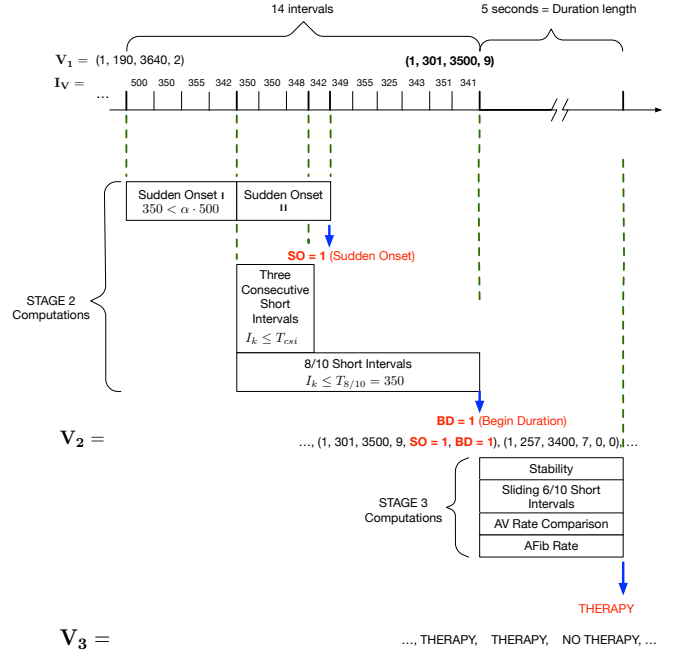 14 intervals
5 seconds = Duration length
V₁ = (1, 190, 3640, 2)
(1, 301, 3500, 9)
I_V =
500 350 355 342 350 350 348 342 349 355 325 343 351 341
...
Sudden Onset I
350 < α · 500
Sudden Onset
II
SO = 1 (Sudden Onset)
Three
Consecutive
Short
Intervals
I_k ≤ T_csi
STAGE 2
Computations
8/10 Short Intervals
I_k ≤ T_8/10 = 350
BD = 1 (Begin Duration)
V₂ =
..., (1, 301, 3500, 9, SO = 1, BD = 1), (1, 257, 3400, 7, 0, 0), ...
Stability
Sliding 6/10 Short
Intervals
AV Rate Comparison
AFib Rate
STAGE 3
Computations
THERAPY
V₃ =
..., THERAPY, THERAPY, NO THERAPY, ...